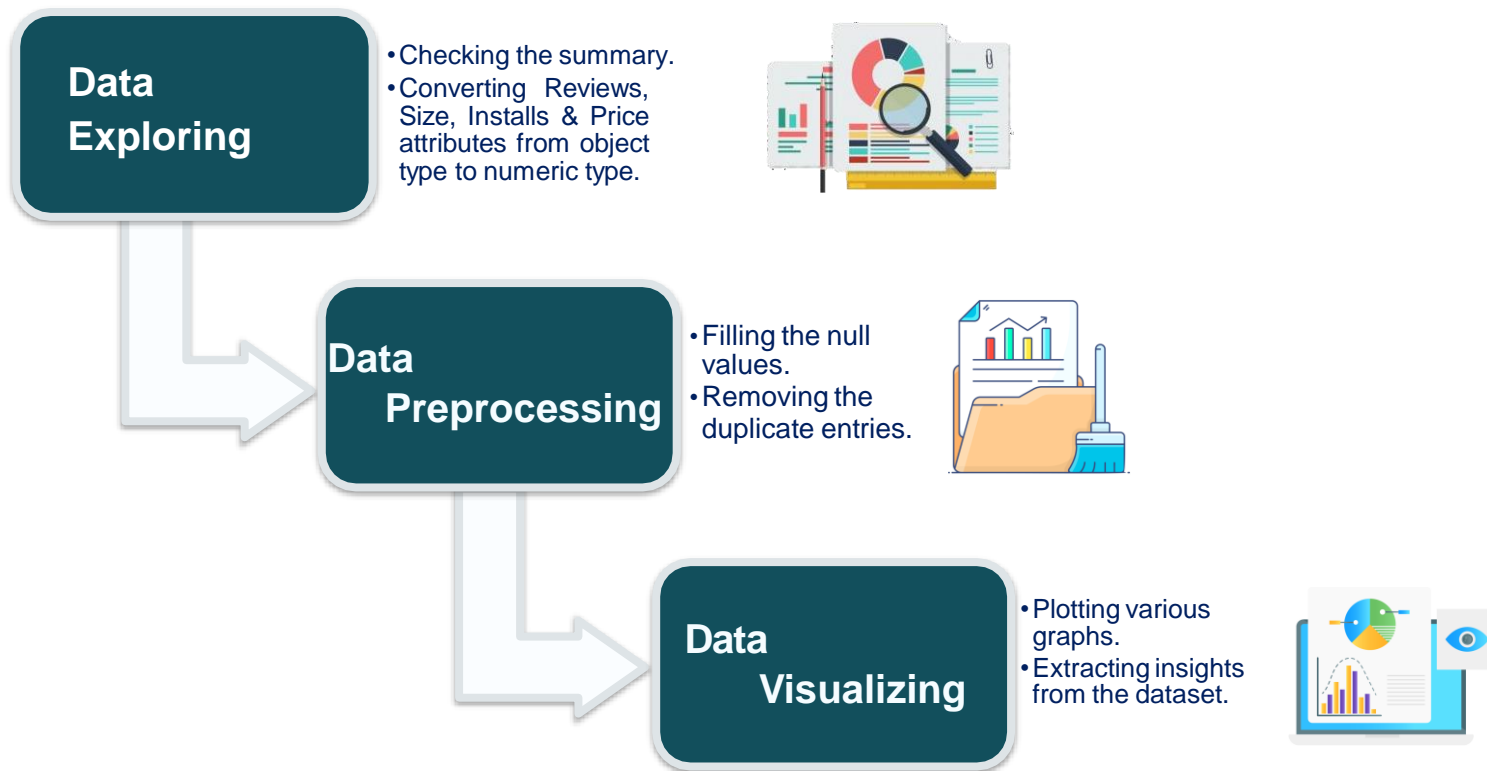 Data
Exploring
•Checking the summary.
•Converting Reviews,
Size, Installs & Price
attributes from object
type to numeric type.
Data
Preprocessing
•Filling the null
values.
•Removing the
duplicate entries.
Data
Visualizing
•Plotting various
graphs.
•Extracting insights
from the dataset.